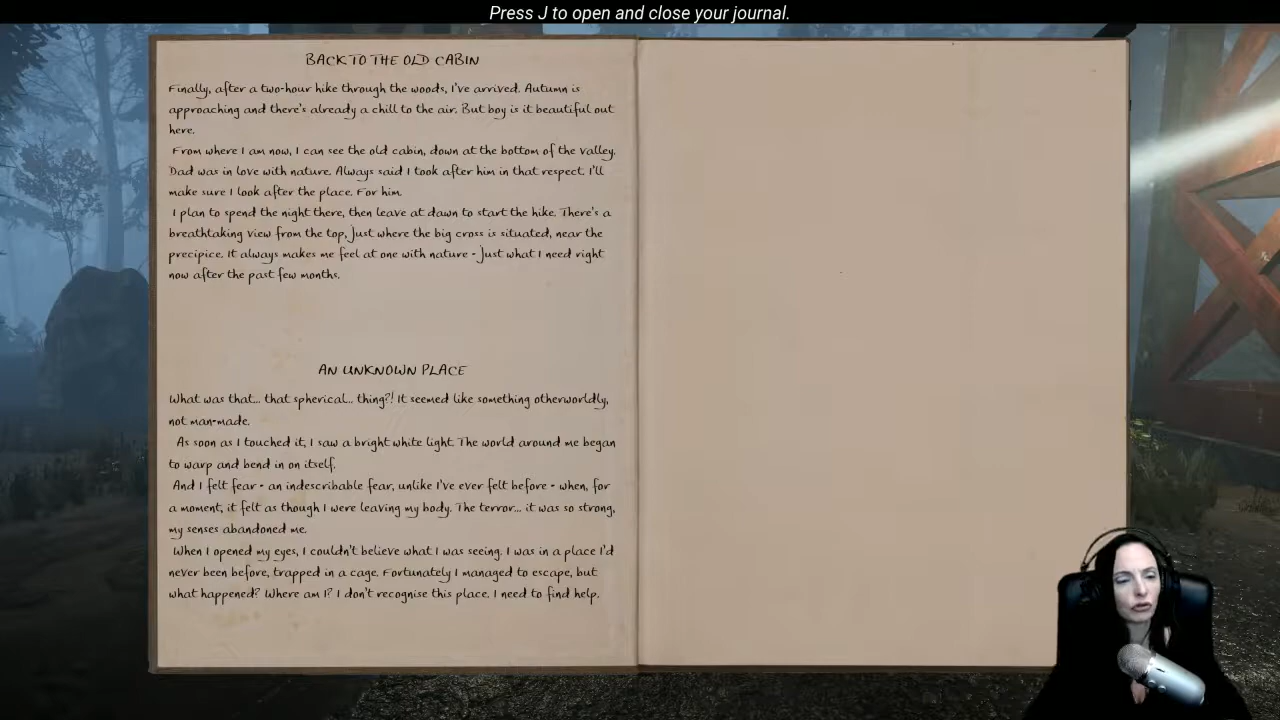 Press J to open and close your journal.
BACK TO THE OLD CABIN
Finally, after a two-hour hike through the woods, I've arrived. Autumn is
approaching and there's already a chill to the air. But boy is it beautiful out
here.
From where I am now, I can see the old cabin, down at the bottom of the valley.
Dad was in love with nature. Always said I took after him in that respect. I'll
make sure I look after the place. For him.
I plan to spend the night there, then leave at dawn to start the hike. There's a
breathtaking view from the top, just where the big cross is situated, near the
precipice. It always makes me feel at one with nature - just what I need right
now after the past few months.
AN UNKNOWN PLACE
What was that... that spherical... thing?! It seemed like something otherworldly,
not man-made.
As soon as I touched it, I saw a bright white light. The world around me began
to warp and bend in on itself.
And I felt fear - an indescribable fear, unlike I've ever felt before - when, for
a moment, it felt as though I were leaving my body. The terror... it was so strong,
my senses abandoned me.
When I opened my eyes, I couldn't believe what I was seeing. I was in a place I'd
never been before, trapped in a cage. Fortunately I managed to escape, but
what happened? Where am I? I don't recognise this place. I need to find help.